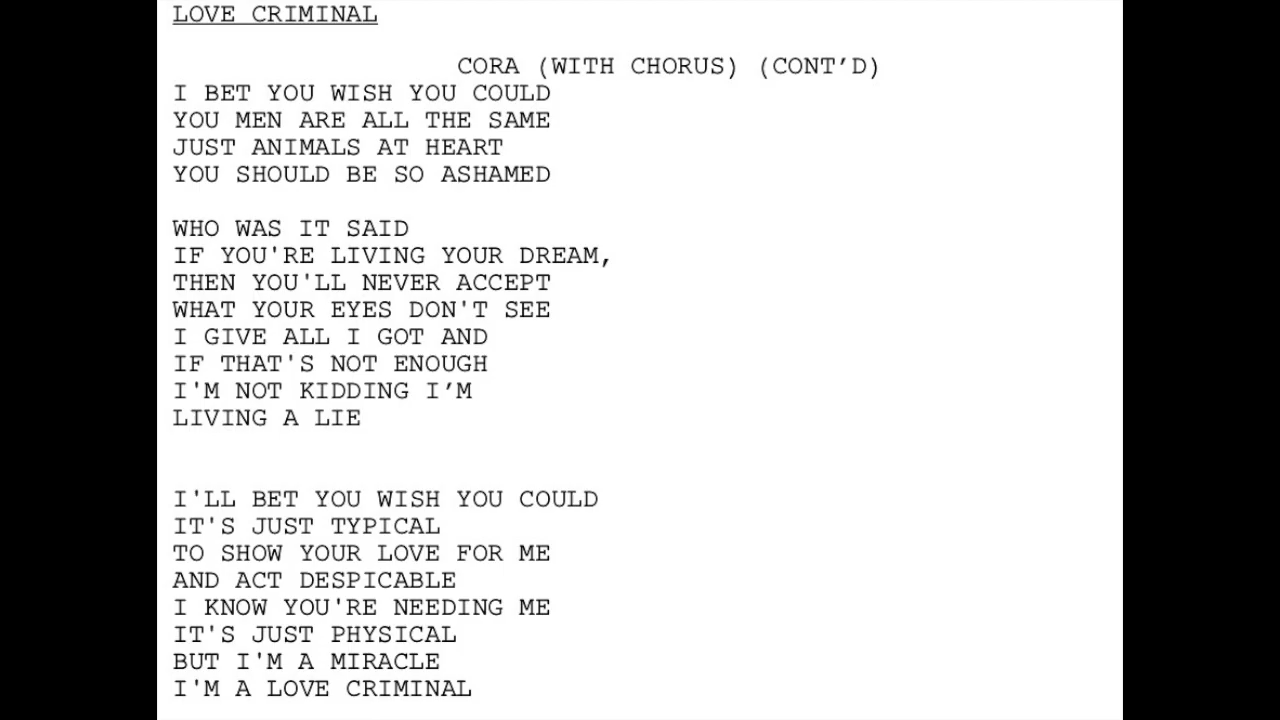 LOVE CRIMINAL
CORA (WITH CHORUS) (CONT’D)
I BET YOU WISH YOU COULD
YOU MEN ARE ALL THE SAME
JUST ANIMALS AT HEART
YOU SHOULD BE SO ASHAMED
WHO WAS IT SAID
IF YOU'RE LIVING YOUR DREAM,
THEN YOU'LL NEVER ACCEPT
WHAT YOUR EYES DON'T SEE
I GIVE ALL I GOT AND
IF THAT'S NOT ENOUGH
I'M NOT KIDDING I’M
LIVING A LIE
I'LL BET YOU WISH YOU COULD
IT'S JUST TYPICAL
TO SHOW YOUR LOVE FOR ME
AND ACT DESPICABLE
I KNOW YOU'RE NEEDING ME
IT'S JUST PHYSICAL
BUT I'M A MIRACLE
I'M A LOVE CRIMINAL